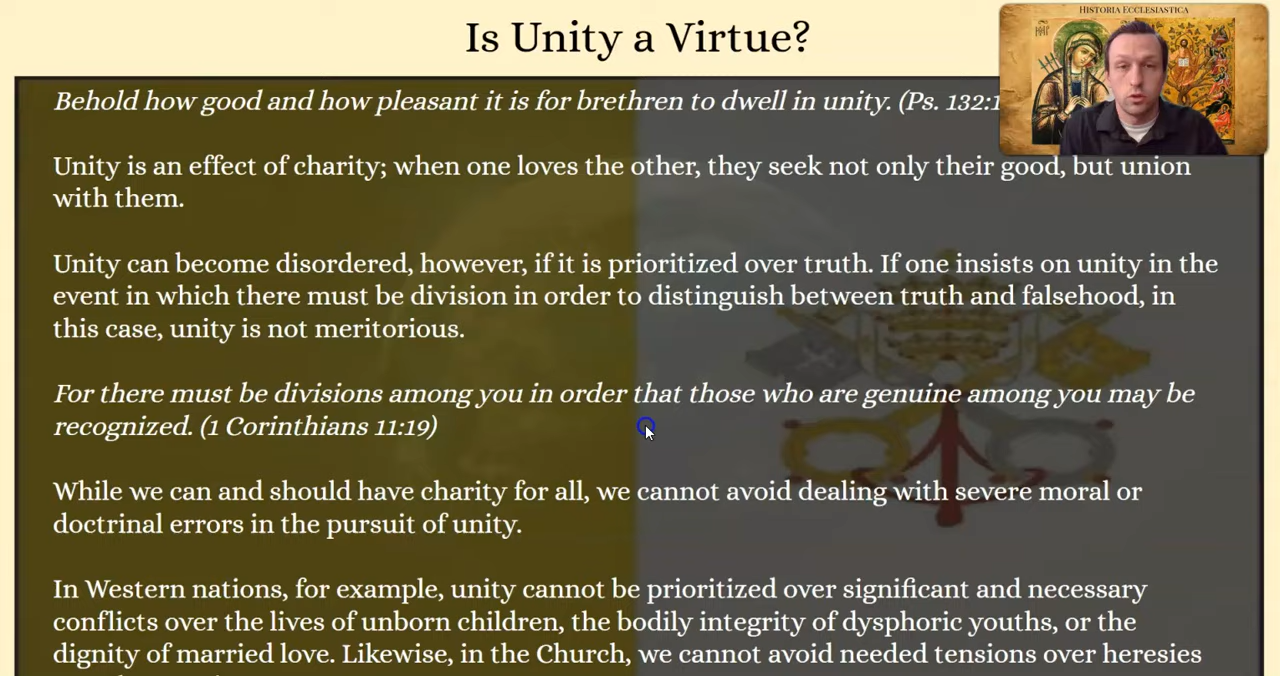 Is Unity a Virtue?
HISTORIA ECCLESIASTICA
Behold how good and how pleasant it is for brethren to dwell in unity. (Ps. 132:1
Unity is an effect of charity; when one loves the other, they seek not only their good, but union
with them.
Unity can become disordered, however, if it is prioritized over truth. If one insists on unity in the
event in which there must be division in order to distinguish between truth and falsehood, in
this case, unity is not meritorious.
For there must be divisions among you in order that those who are genuine among you may be
recognized. (1 Corinthians 11:19)
While we can and should have charity for all, we cannot avoid dealing with severe moral or
doctrinal errors in the pursuit of unity.
In Western nations, for example, unity cannot be prioritized over significant and necessary
conflicts over the lives of unborn children, the bodily integrity of dysphoric youths, or the
dignity of married love. Likewise, in the Church, we cannot avoid needed tensions over heresies